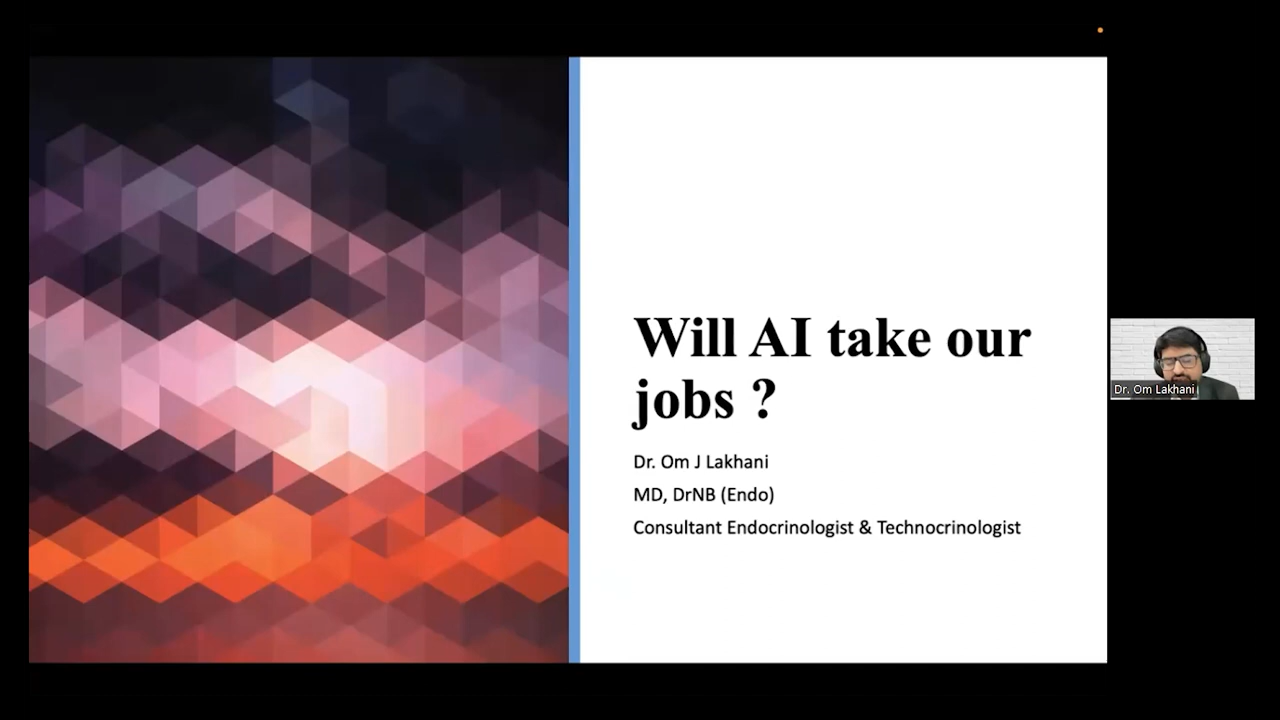 Will AI take our
jobs ?
Dr. Om J Lakhani
MD, DrNB (Endo)
Consultant Endocrinologist & Technocrinologist
Dr. Om Lakhani